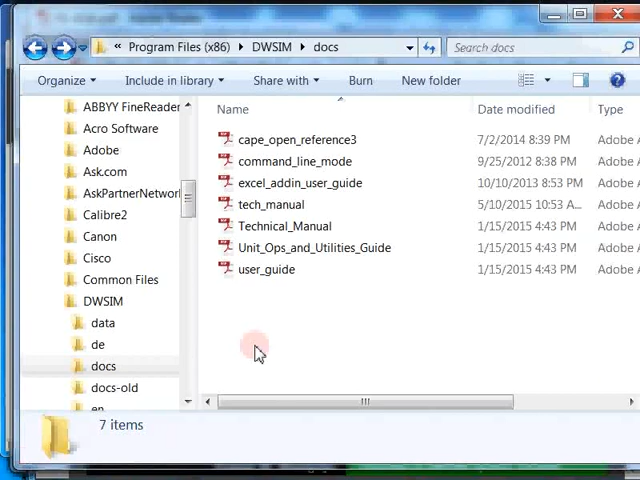 « Program Files (x86) DWSIM docs Search docs
Organize Include in library Share with Burn New folder
Name Date modified Type
ABBYY FineReader
Acro Software
Adobe
Ask.com
AskPartnerNetwork
Calibre2
Canon
Cisco
Common Files
DWSIM
data
de
docs
docs-old
en
cape_open_reference3 7/2/2014 8:39 PM Adobe A
command_line_mode 9/25/2012 8:38 PM Adobe A
excel_addin_user_guide 10/10/2013 8:53 PM Adobe A
tech_manual 5/10/2015 10:53 A... Adobe A
Technical_Manual 1/15/2015 4:43 PM Adobe A
Unit_Ops_and_Utilities_Guide 1/15/2015 4:43 PM Adobe A
user_guide 1/15/2015 4:43 PM Adobe A
7 items